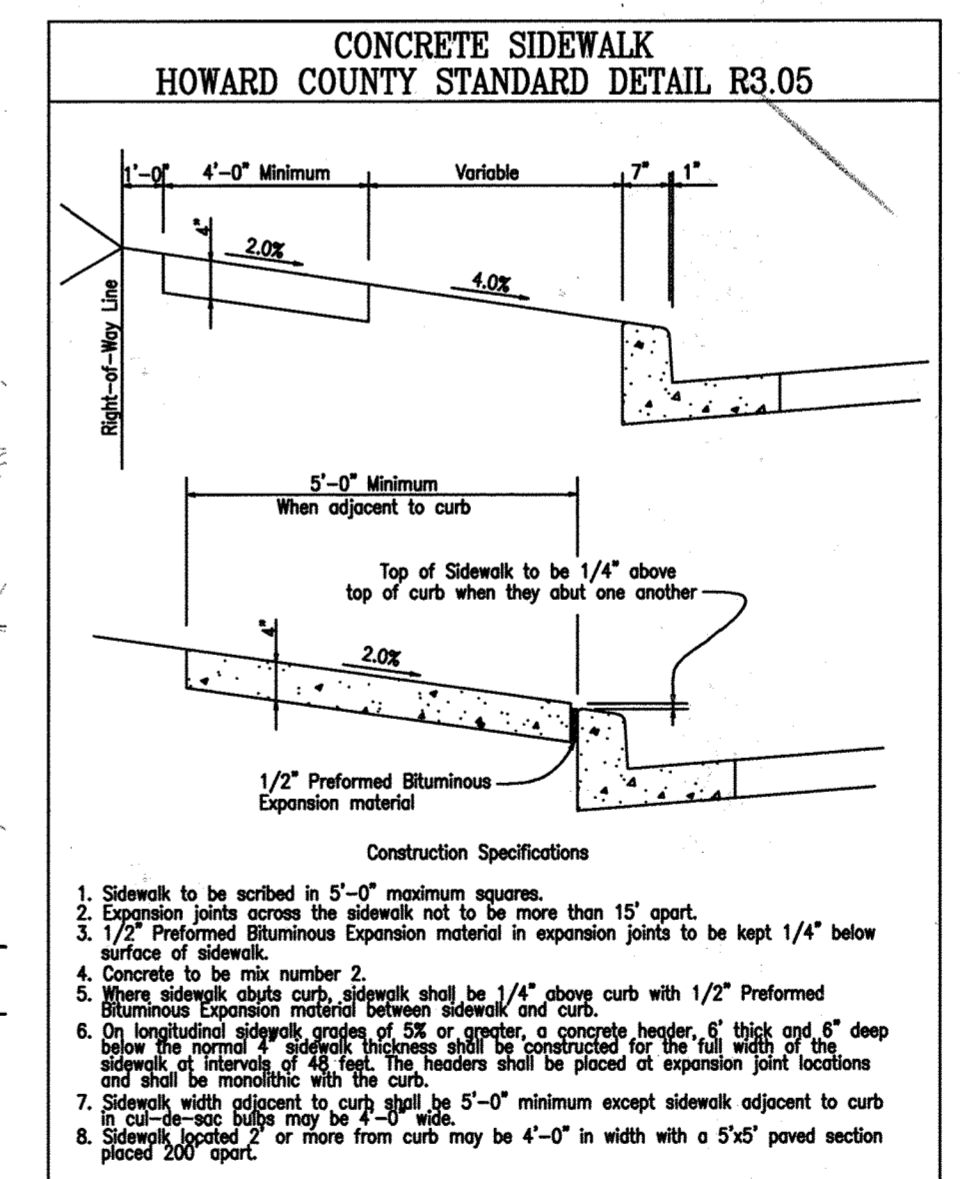 CONCRETE SIDEWALK
HOWARD COUNTY STANDARD DETAIL R3.05
1'-0"
4'-0" Minimum
Variable
7"
1"
4"
2.0%
4.0%
Right-of-Way Line
5'-0" Minimum
When adjacent to curb
Top of Sidewalk to be 1/4" above
top of curb when they abut one another
4"
2.0%
1/2" Preformed Bituminous
Expansion material
Construction Specifications
1. Sidewalk to be scribed in 5'-0" maximum squares.
2. Expansion joints across the sidewalk not to be more than 15' apart.
3. 1/2" Preformed Bituminous Expansion material in expansion joints to be kept 1/4" below
surface of sidewalk.
4. Concrete to be mix number 2.
5. Where sidewalk abuts curb, sidewalk shall be 1/4" above curb with 1/2" Preformed
Bituminous Expansion material between sidewalk and curb.
6. On longitudinal sidewalk grades of 5% or greater, a concrete header, 6' thick and 6" deep
below the normal 4" sidewalk thickness shall be constructed for the full width of the
sidewalk at intervals of 48 feet. The headers shall be placed at expansion joint locations
and shall be monolithic with the curb.
7. Sidewalk width adjacent to curb shall be 5'-0" minimum except sidewalk adjacent to curb
in cul-de-sac bulbs may be 4'-0" wide.
8. Sidewalk located 2' or more from curb may be 4'-0" in width with a 5'x5' paved section
placed 200' apart.